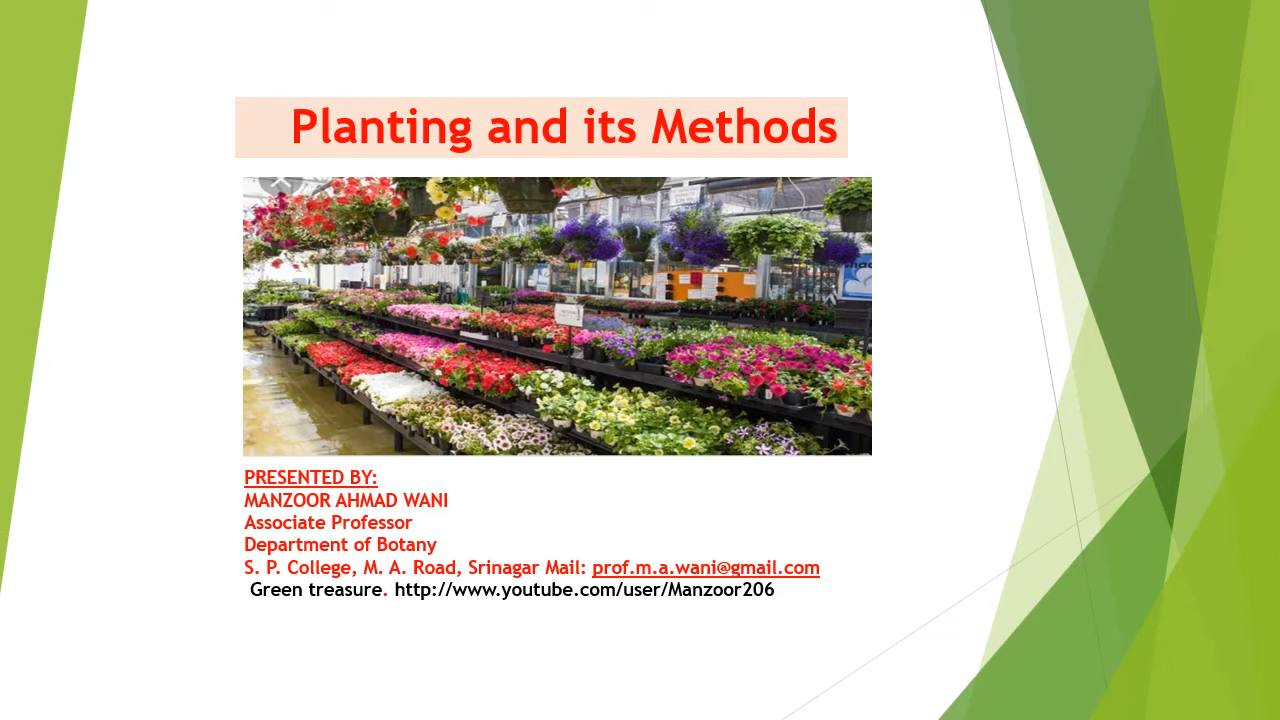 Planting and its Methods
PRESENTED BY:
MANZOOR AHMAD WANI
Associate Professor
Department of Botany
S. P. College, M. A. Road, Srinagar Mail: prof.m.a.wani@gmail.com
Green treasure. http://www.youtube.com/user/Manzoor206